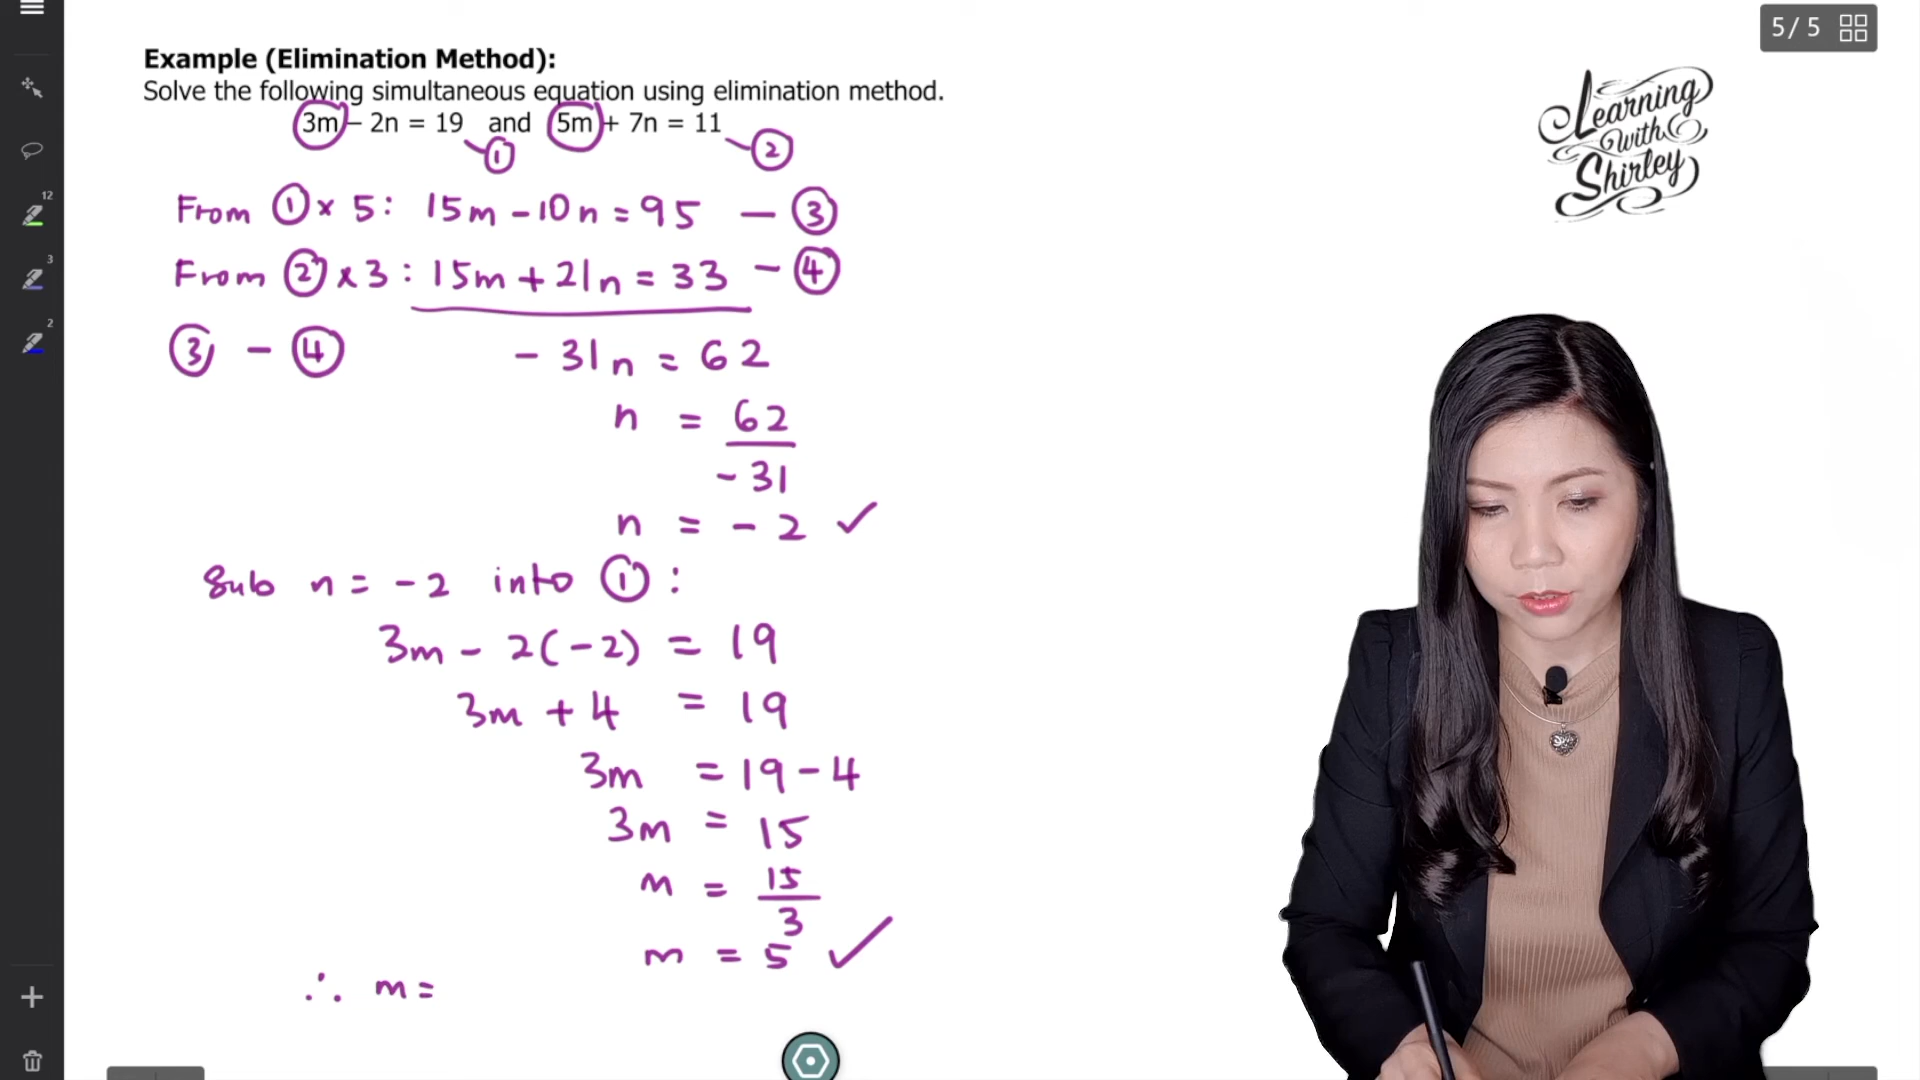 5/ 5
Example (Elimination Method):
Solve the following simultaneous equation using elimination method.
3m – 2n = 19 and 5m + 7n = 11
① ②
From ① × 5: 15m - 10n = 95 — ③
From ② × 3: 15m + 21n = 33 - ④
③ - ④ - 31n = 62
n = 62
- 31
n = - 2 ✓
Sub n = - 2 into ① :
3m - 2(-2) = 19
3m + 4 = 19
3m = 19 - 4
3m = 15
m = 15
3
m = 5 ✓
∴ m =
Learning
with
Shirley
12
3
2